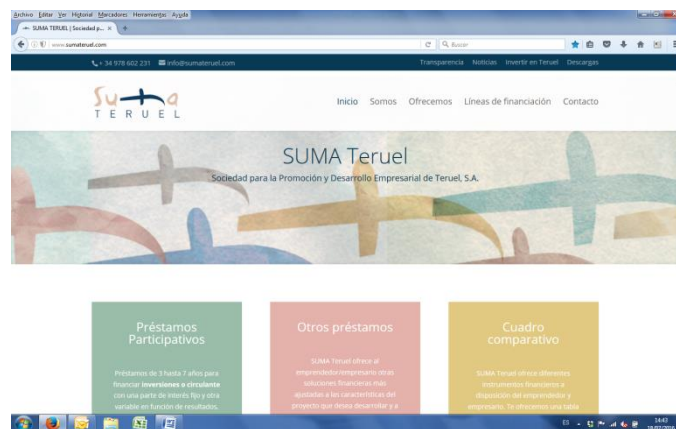 Archivo Editar Ver Historial Marcadores Herramientas Ayuda
SUMA TERUEL | Sociedad p... × +
www.sumateruel.com
Buscar
+ 34 978 602 231 info@sumateruel.com
Transparencia Noticias Invertir en Teruel Descargas
Suma
TERUEL
Inicio Somos Ofrecemos Líneas de financiación Contacto
SUMA Teruel
Sociedad para la Promoción y Desarrollo Empresarial de Teruel, S.A.
Préstamos
Participativos
Préstamos de 3 hasta 7 años para
financiar inversiones o circulante
con una parte de interés fijo y otra
variable en función de resultados.
Otros préstamos
SUMA Teruel ofrece al
emprendedor/empresario otras
soluciones financieras más
ajustadas a las características del
proyecto que desea desarrollar y a
Cuadro
comparativo
SUMA Teruel ofrece diferentes
instrumentos financieros a
disposición del emprendedor y
empresario. Te ofrecemos una tabla
ES
14:43